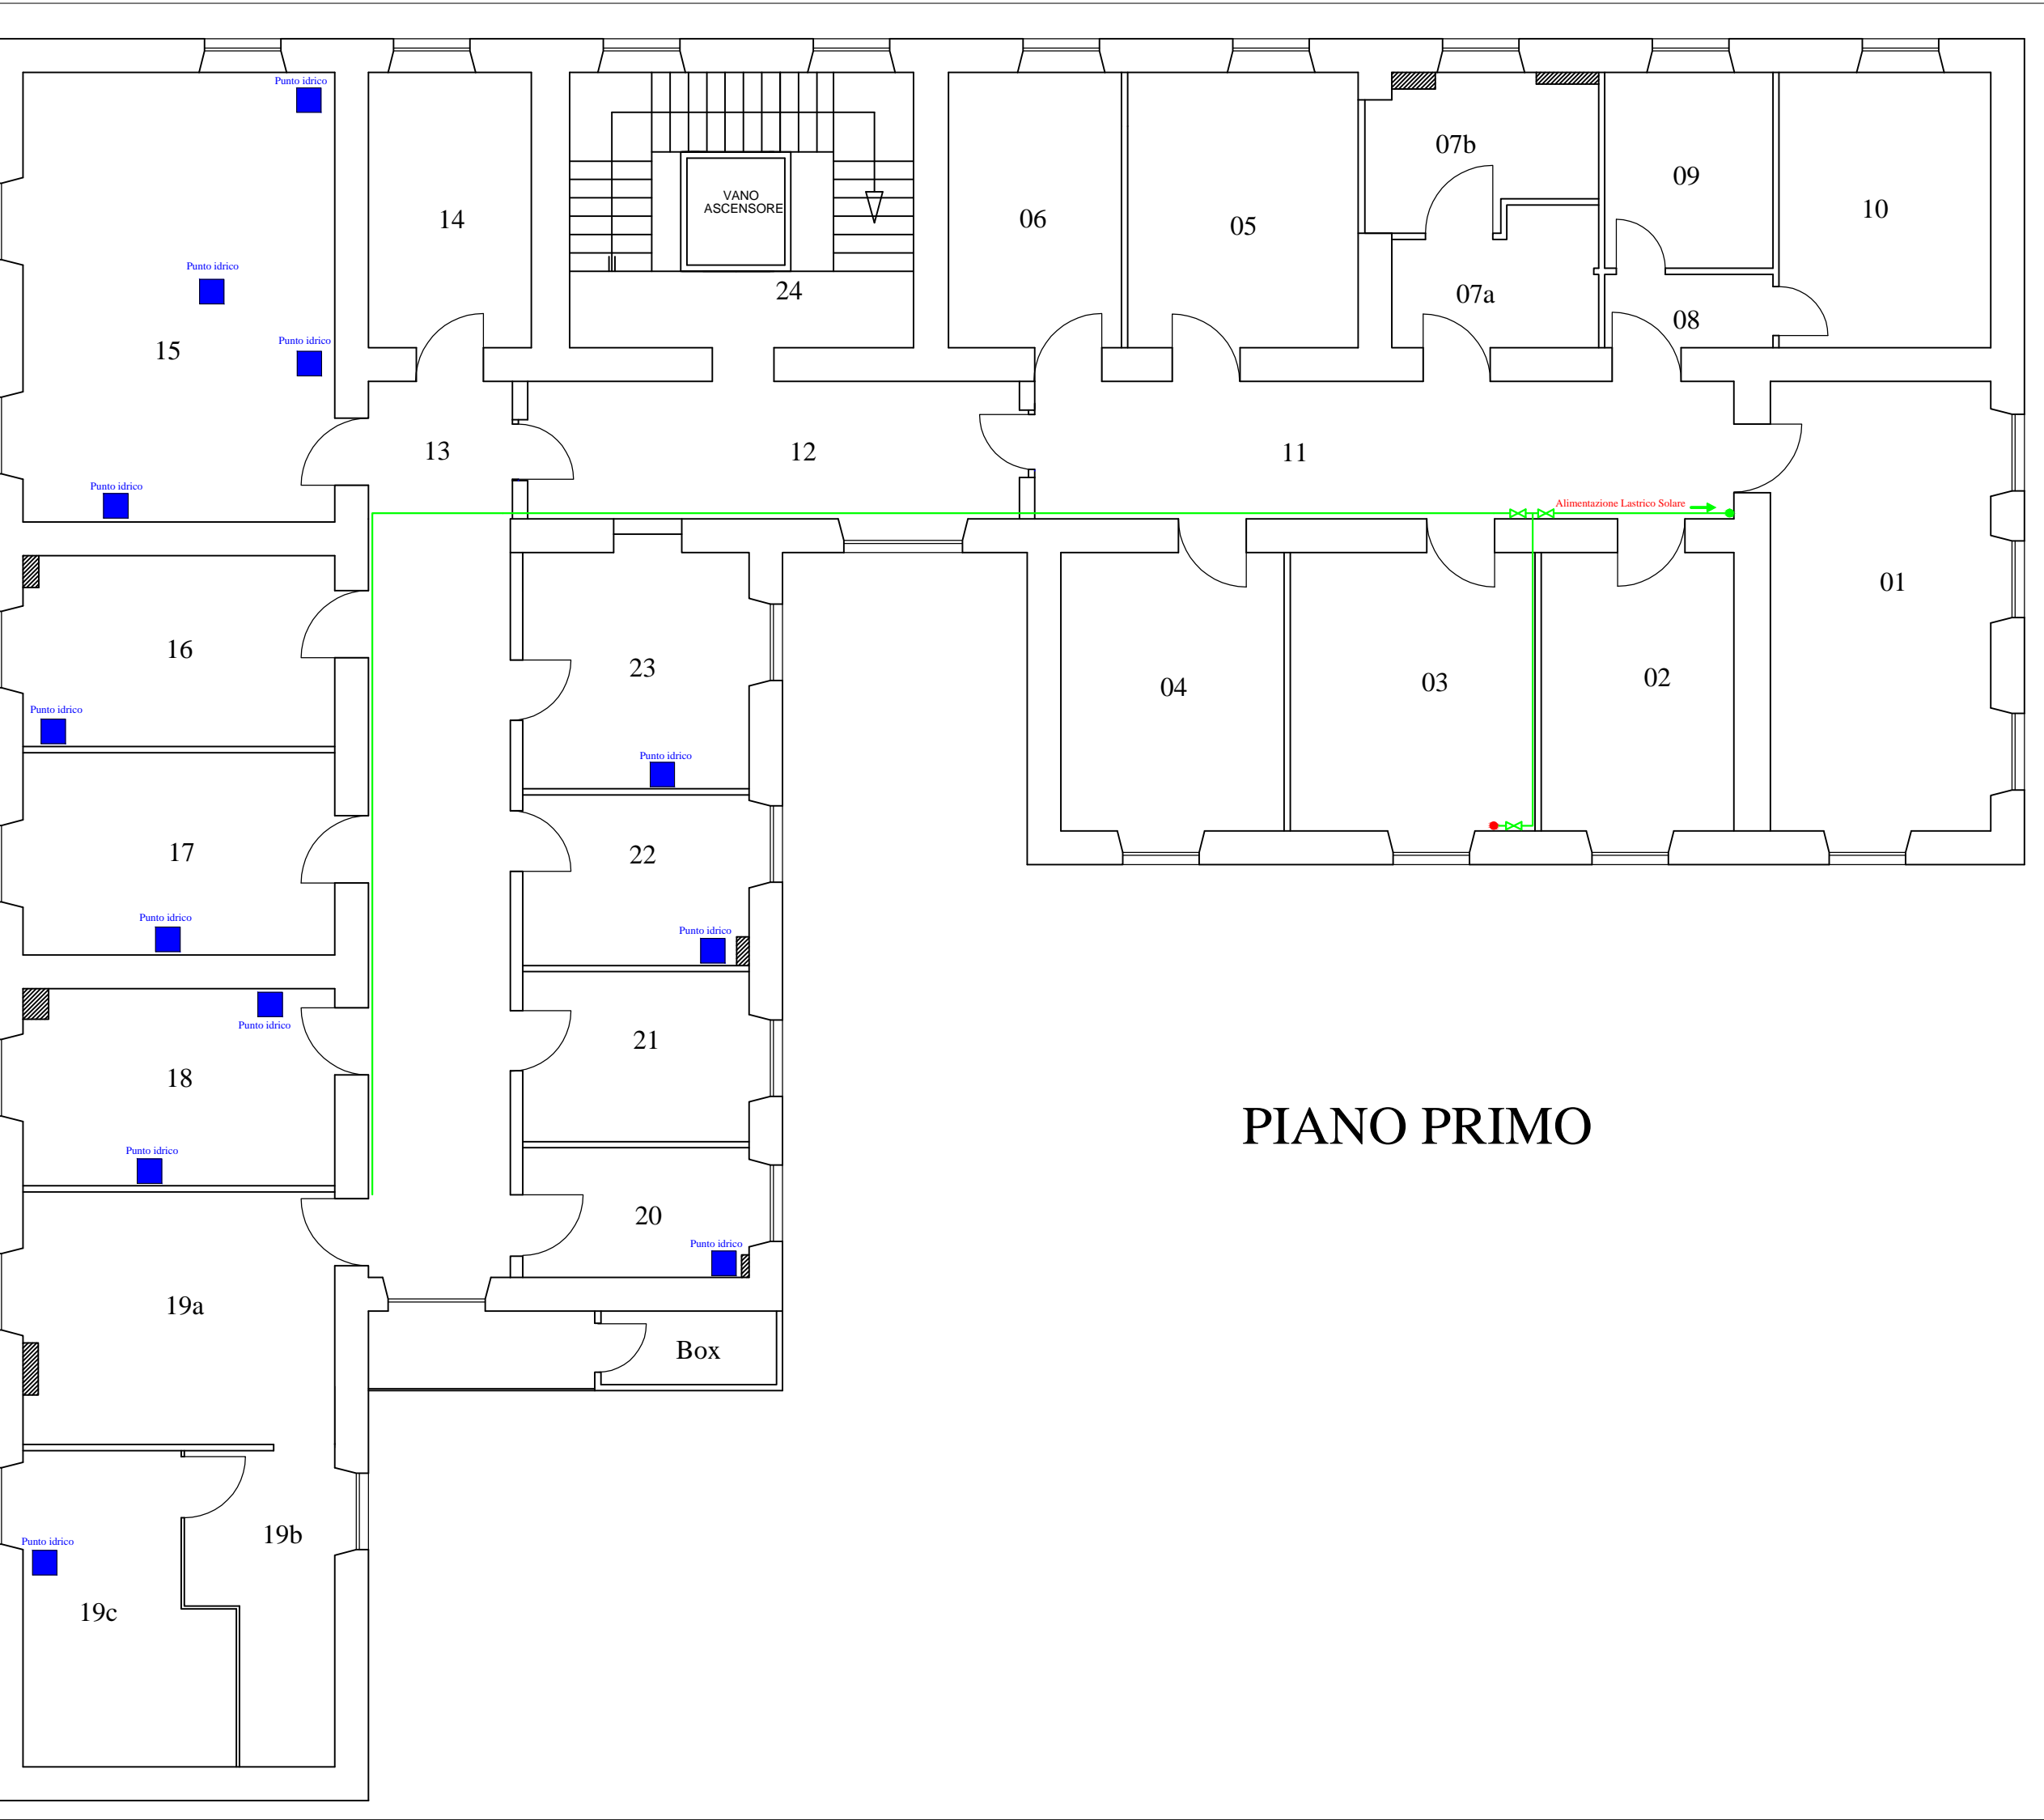 Punto idrico
07b
09
VANO
ASCENSORE
14
06
05
10
Punto idrico
24
07a
08
Punto idrico
15
13
12
11
Punto idrico
Alimentazione Lastrico Solare
01
16
23
04
03
02
Punto idrico
Punto idrico
17
22
Punto idrico
Punto idrico
Punto idrico
21
18
PIANO PRIMO
Punto idrico
20
Punto idrico
19a
Box
19b
Punto idrico
19c